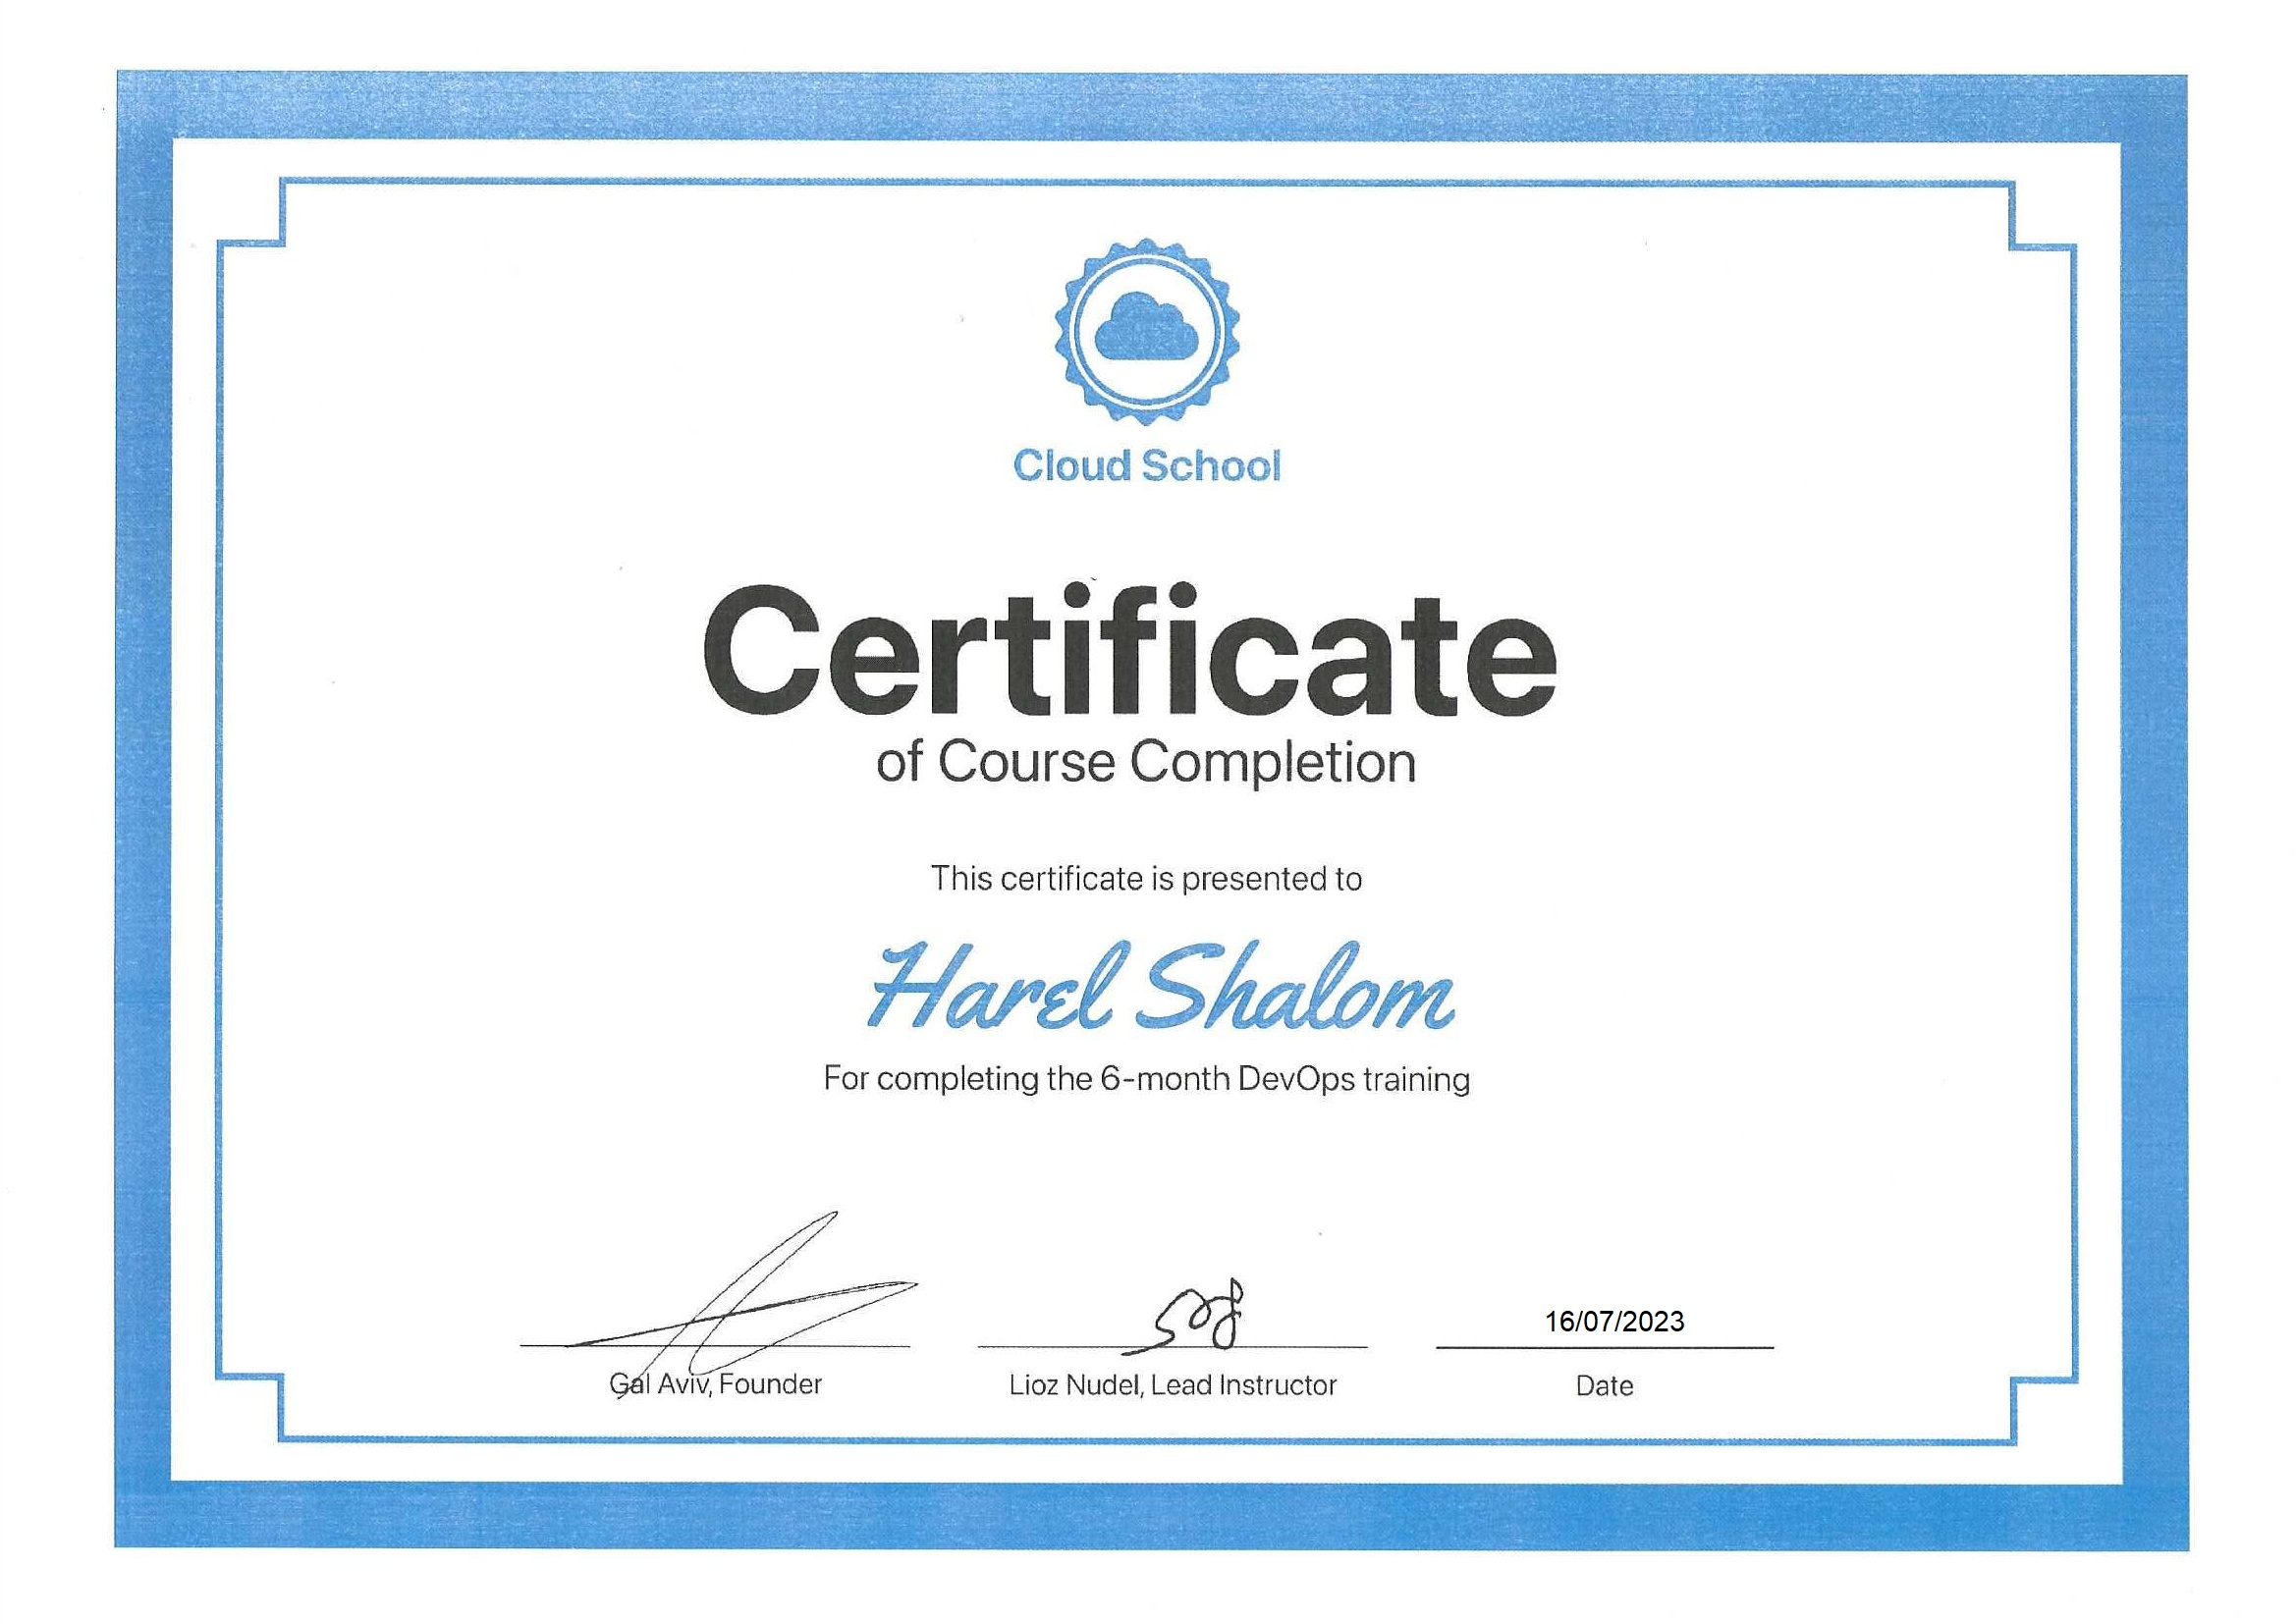 Cloud School
Certificate
of Course Completion
This certificate is presented to
Harel Shalom
For completing the 6-month DevOps training
16/07/2023
Gal Aviv, Founder
Lioz Nudel, Lead Instructor
Date